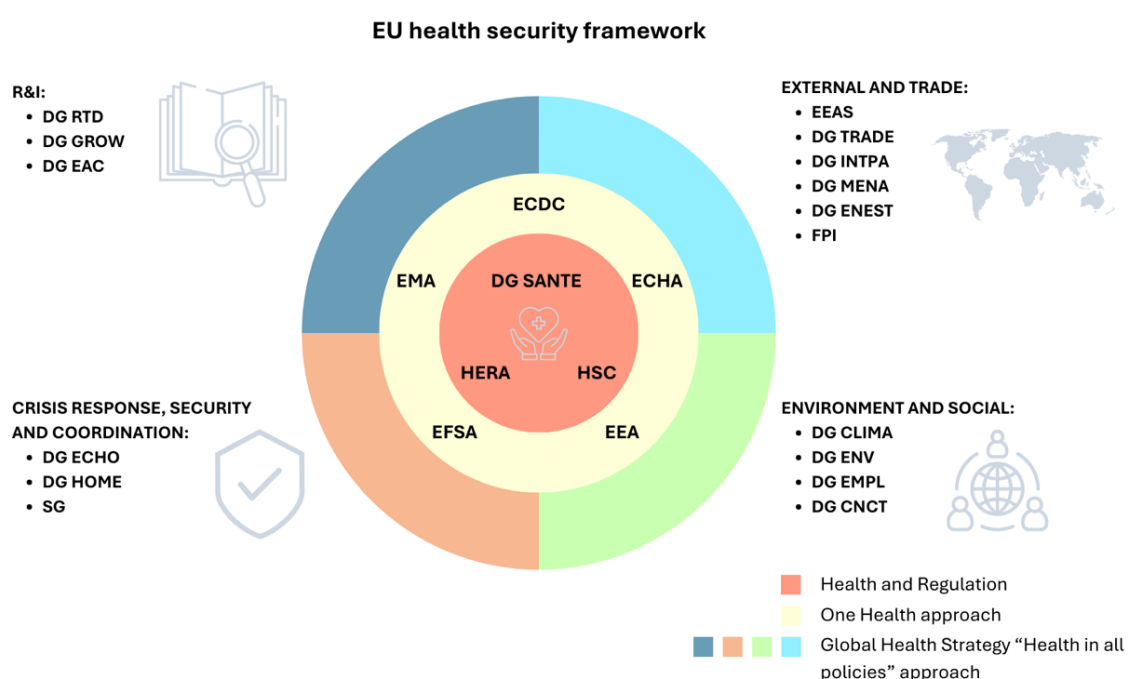 EU health security framework
R&I:
• DG RTD
• DG GROW
• DG EAC
EXTERNAL AND TRADE:
• EEAS
• DG TRADE
• DG INTPA
• DG MENA
• DG ENEST
• FPI
ECDC
EMA
DG SANTE
ECHA
HERA
HSC
EFSA
EEA
CRISIS RESPONSE, SECURITY
AND COORDINATION:
• DG ECHO
• DG HOME
• SG
ENVIRONMENT AND SOCIAL:
• DG CLIMA
• DG ENV
• DG EMPL
• DG CNCT
Health and Regulation
One Health approach
Global Health Strategy “Health in all
policies” approach